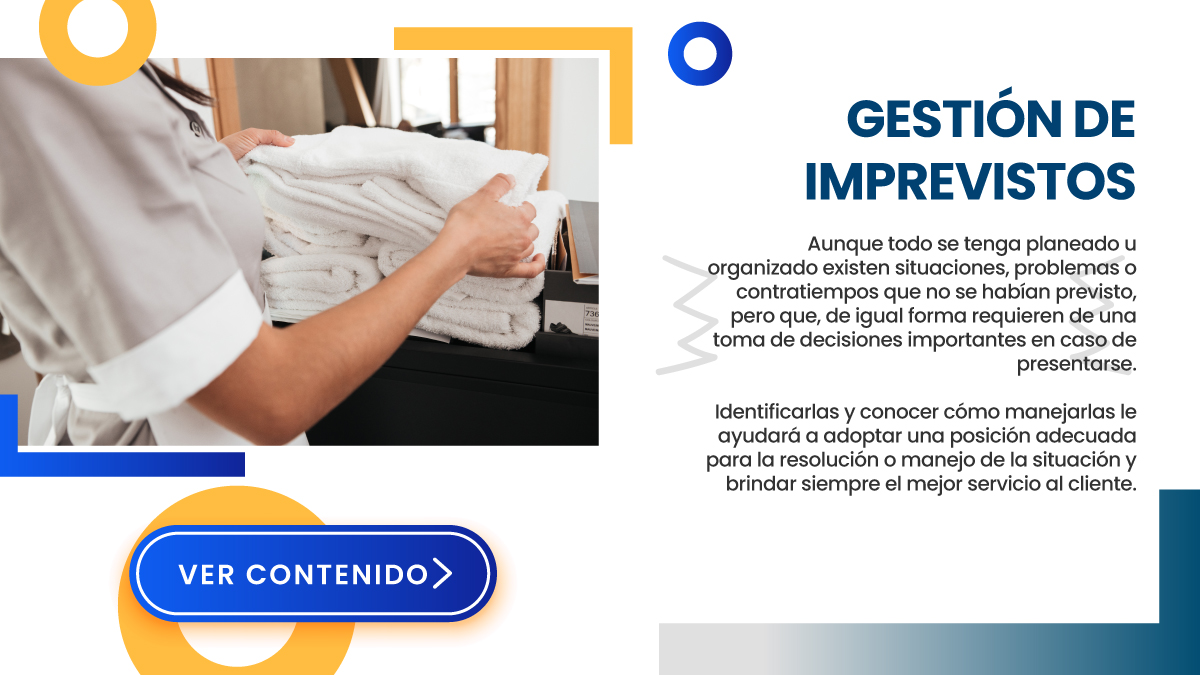 GESTIÓN DE
IMPREVISTOS
Aunque todo se tenga planeado u
organizado existen situaciones, problemas o
contratiempos que no se habían previsto,
pero que, de igual forma requieren de una
toma de decisiones importantes en caso de
presentarse.
Identificarlas y conocer cómo manejarlas le
ayudará a adoptar una posición adecuada
para la resolución o manejo de la situación y
brindar siempre el mejor servicio al cliente.
VER CONTENIDO